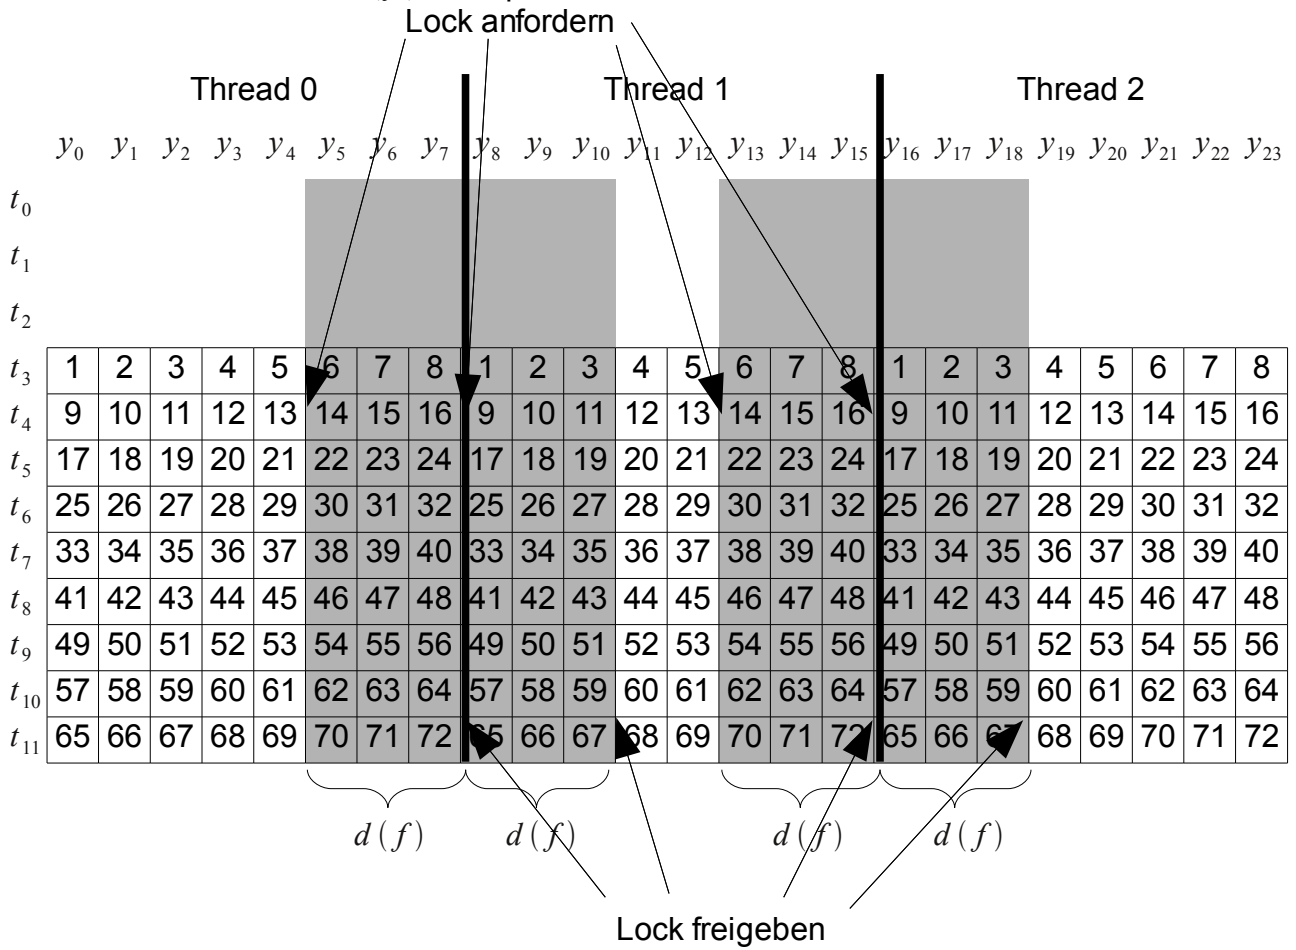 Lock anfordern
Thread 0 Thread 1 Thread 2
y0 y1 y2 y3 y4 y5 y6 y7 y8 y9 y10 y11 y12 y13 y14 y15 y16 y17 y18 y19 y20 y21 y22 y23
t0
t1
t2
t3 1 2 3 4 5 6 7 8 1 2 3 4 5 6 7 8 1 2 3 4 5 6 7 8
t4 9 10 11 12 13 14 15 16 9 10 11 12 13 14 15 16 9 10 11 12 13 14 15 16
t5 17 18 19 20 21 22 23 24 17 18 19 20 21 22 23 24 17 18 19 20 21 22 23 24
t6 25 26 27 28 29 30 31 32 25 26 27 28 29 30 31 32 25 26 27 28 29 30 31 32
t7 33 34 35 36 37 38 39 40 33 34 35 36 37 38 39 40 33 34 35 36 37 38 39 40
t8 41 42 43 44 45 46 47 48 41 42 43 44 45 46 47 48 41 42 43 44 45 46 47 48
t9 49 50 51 52 53 54 55 56 49 50 51 52 53 54 55 56 49 50 51 52 53 54 55 56
t10 57 58 59 60 61 62 63 64 57 58 59 60 61 62 63 64 57 58 59 60 61 62 63 64
t11 65 66 67 68 69 70 71 72 65 66 67 68 69 70 71 72 65 66 67 68 69 70 71 72
d(f) d(f) d(f) d(f)
Lock freigeben